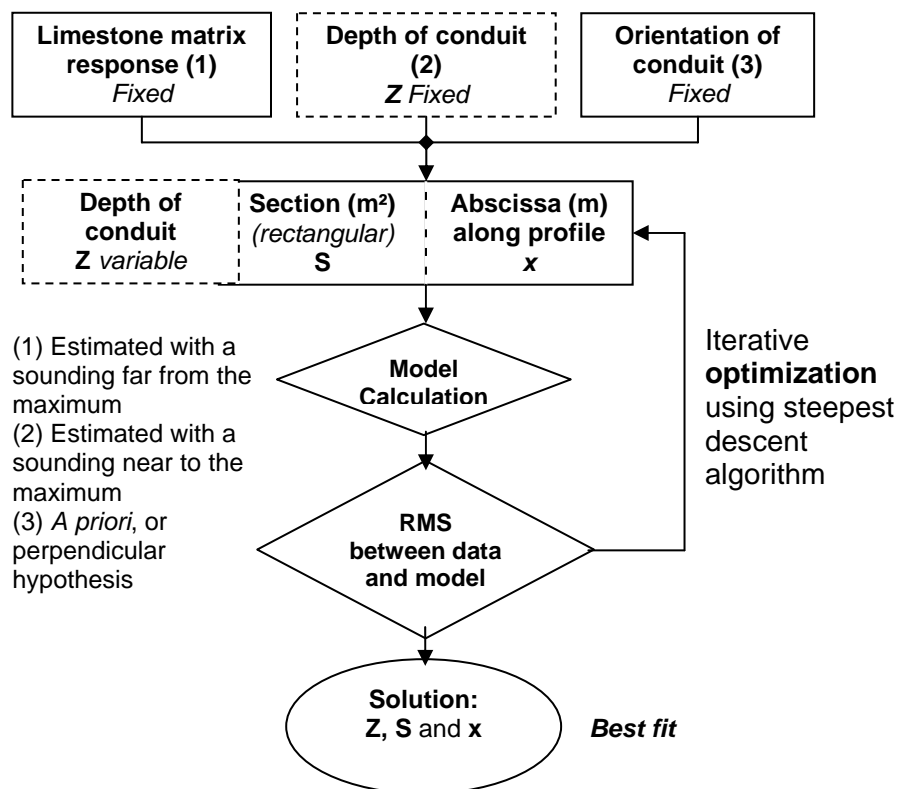 Limestone matrix
response (1)
Fixed
Depth of conduit
(2)
Z Fixed
Orientation of
conduit (3)
Fixed
Depth of
conduit
Z variable
Section (m²)
(rectangular)
S
Abscissa (m)
along profile
x
(1) Estimated with a
sounding far from the
maximum
(2) Estimated with a
sounding near to the
maximum
(3) A priori, or
perpendicular
hypothesis
Model
Calculation
Iterative
optimization
using steepest
descent
algorithm
RMS
between data
and model
Solution:
Z, S and x
Best fit